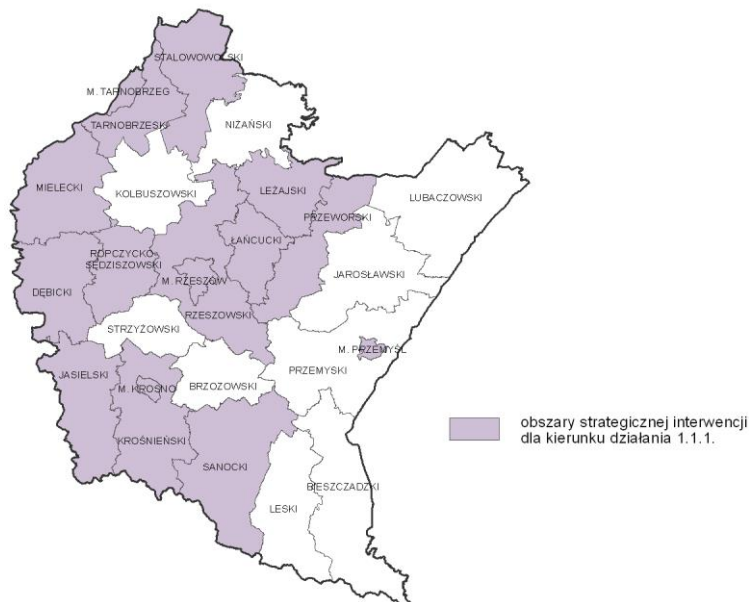 STALOWOWOLSKI
M. TARNOBRZEG
TARNOBRZESKI
NIŻAŃSKI
MIELECKI
KOLBUSZOWSKI
LEŻAJSKI
LUBACZOWSKI
PRZEWORSKI
ROPCZYCKO-
SĘDZISZOWSKI
ŁAŃCUCKI
JAROSŁAWSKI
DĘBICKI
M. RZESZÓW
RZESZOWSKI
STRZYŻOWSKI
M. PRZEMYŚL
JASIELSKI
M. KROSNO
BRZOZOWSKI
PRZEMYSKI
KROŚNIEŃSKI
SANOCKI
BIESZCZADZKI
LESKI
obszary strategicznej interwencji
dla kierunku działania 1.1.1.